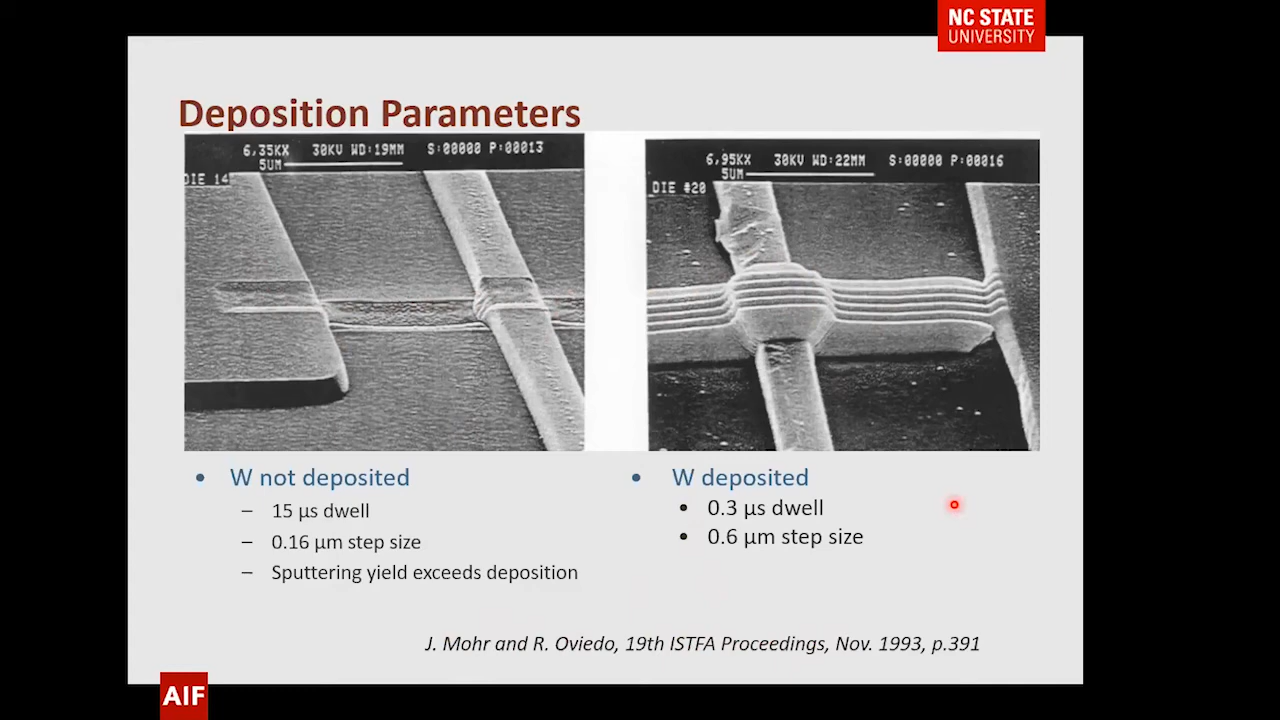 NC STATE
UNIVERSITY
Deposition Parameters
6,35KX 30KV WD:19MM S:00000 P:00013
5UM
DIE 14
6,95KX 30KV WD:22MM S:00000 P:00016
5UM
DIE #20
• W not deposited
– 15 µs dwell
– 0.16 µm step size
– Sputtering yield exceeds deposition
• W deposited
• 0.3 µs dwell
• 0.6 µm step size
J. Mohr and R. Oviedo, 19th ISTFA Proceedings, Nov. 1993, p.391
AIF